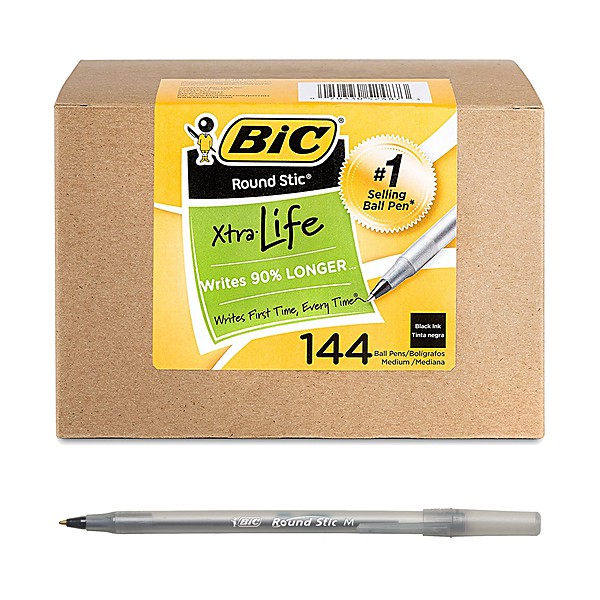 BIC®
Round Stic®
Xtra·Life
Writes 90% LONGER...
Writes First Time, Every Time*
#1
Selling
Ball Pen*
Black Ink
Tinta negra
144
Ball Pens/Bolígrafos
Medium /Mediana
BIC Round Stic M